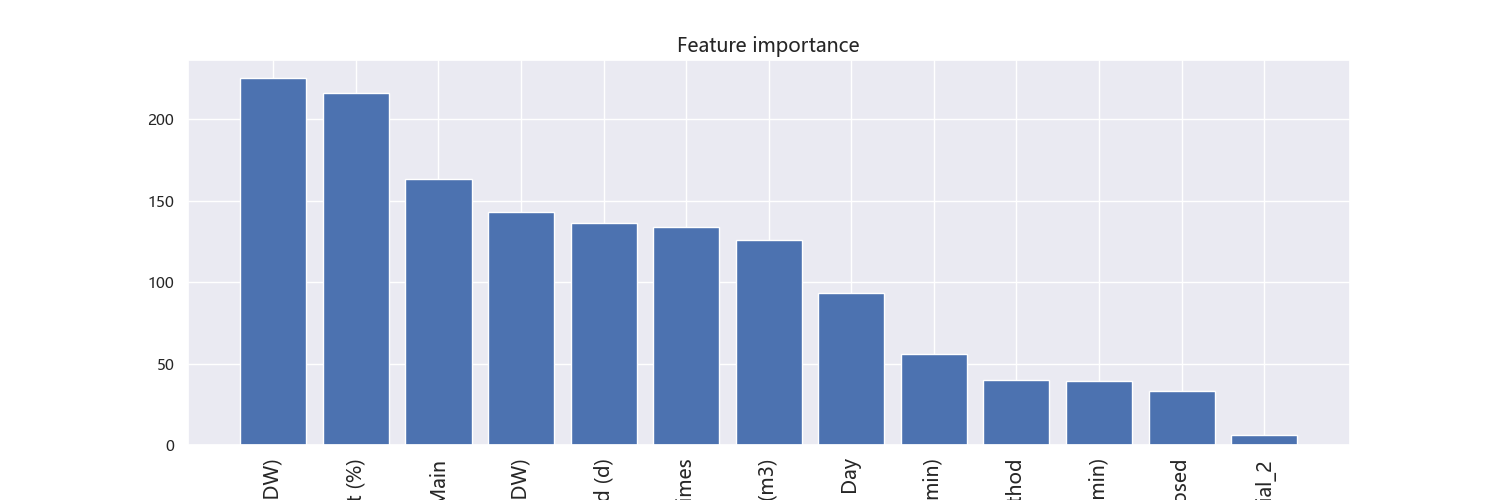 Feature importance
200
150
100
50
0
DW)
t (%)
Main
DW)
d (d)
imes
(m3)
Day
min)
thod
min)
osed
ial_2